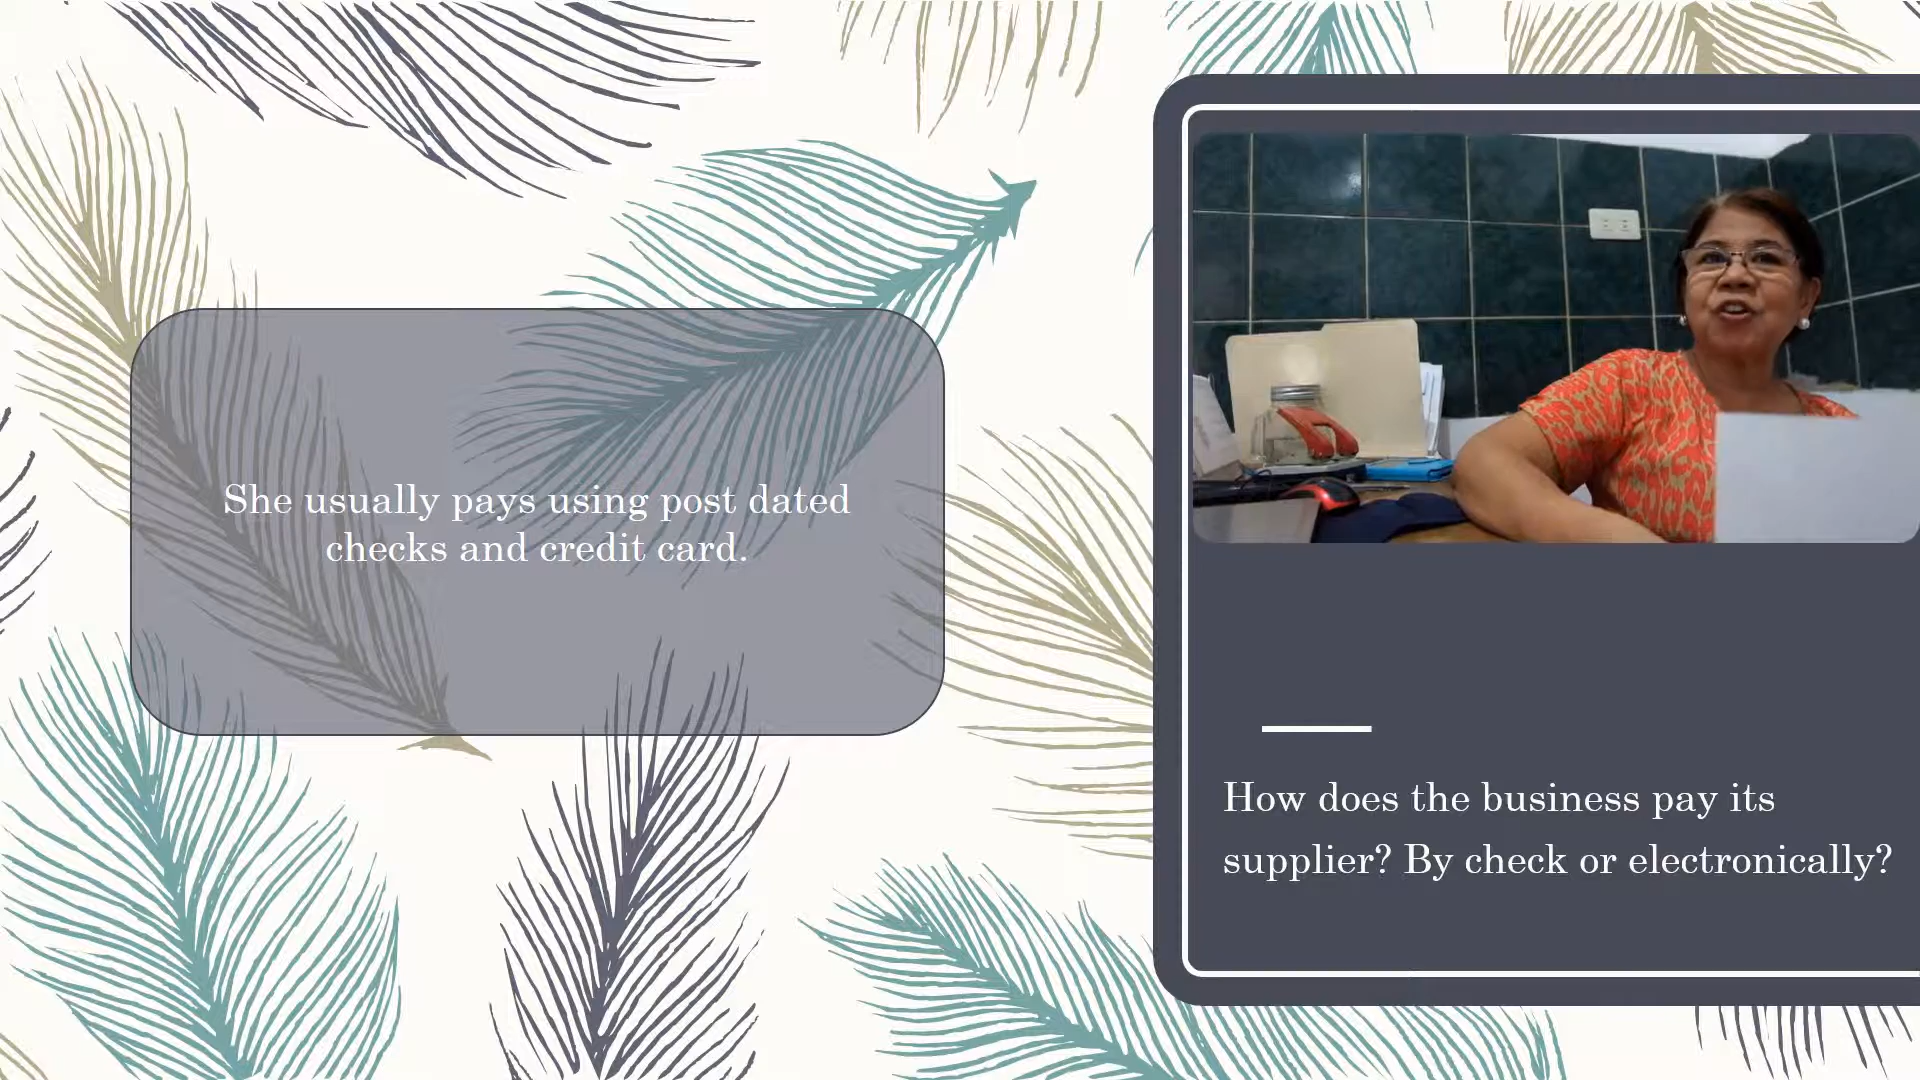 She usually pays using post dated
checks and credit card.
How does the business pay its
supplier? By check or electronically?